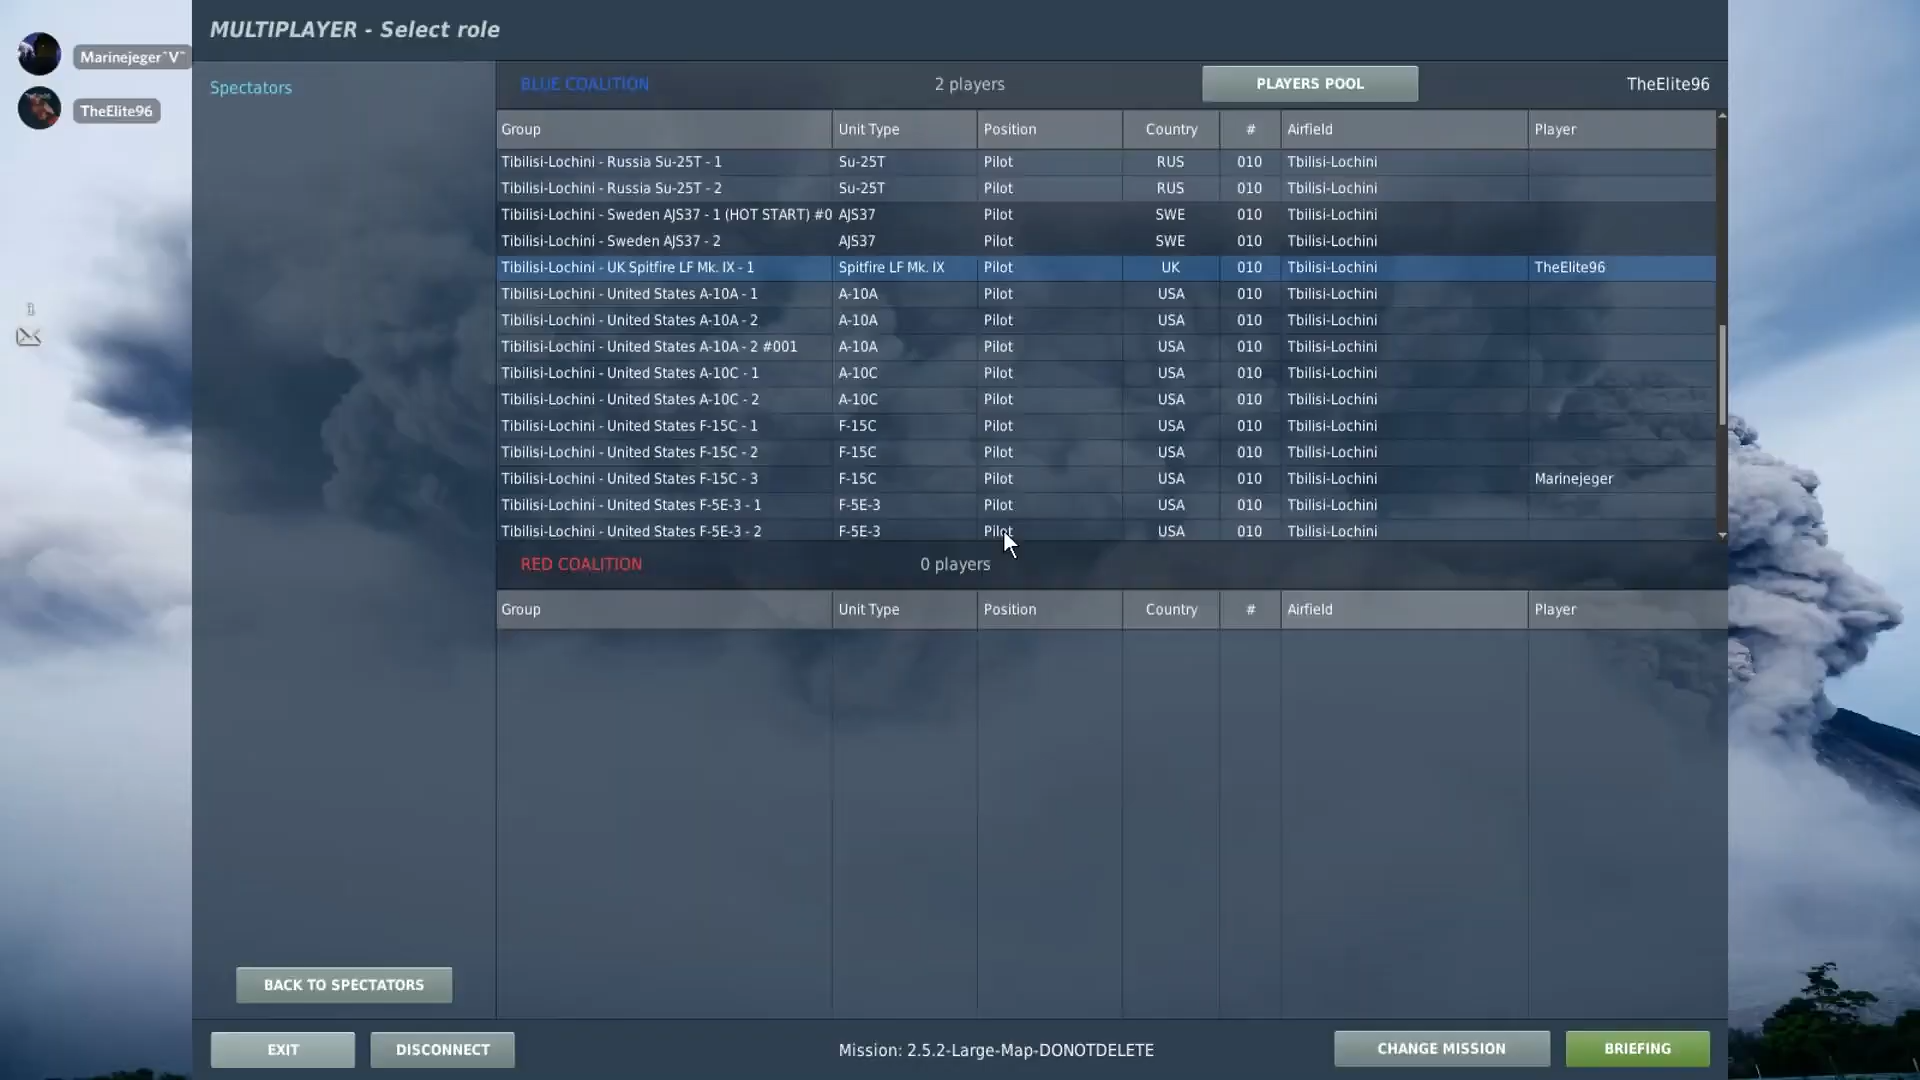 MULTIPLAYER - Select role
Marinejeger~V~
TheElite96
Spectators
BLUE COALITION 2 players PLAYERS POOL TheElite96
Group Unit Type Position Country # Airfield Player
Tibilisi-Lochini - Russia Su-25T - 1 Su-25T Pilot RUS 010 Tbilisi-Lochini
Tibilisi-Lochini - Russia Su-25T - 2 Su-25T Pilot RUS 010 Tbilisi-Lochini
Tibilisi-Lochini - Sweden AJS37 - 1 (HOT START) #0 AJS37 Pilot SWE 010 Tbilisi-Lochini
Tibilisi-Lochini - Sweden AJS37 - 2 AJS37 Pilot SWE 010 Tbilisi-Lochini
Tibilisi-Lochini - UK Spitfire LF Mk. IX - 1 Spitfire LF Mk. IX Pilot UK 010 Tbilisi-Lochini TheElite96
Tibilisi-Lochini - United States A-10A - 1 A-10A Pilot USA 010 Tbilisi-Lochini
Tibilisi-Lochini - United States A-10A - 2 A-10A Pilot USA 010 Tbilisi-Lochini
Tibilisi-Lochini - United States A-10A - 2 #001 A-10A Pilot USA 010 Tbilisi-Lochini
Tibilisi-Lochini - United States A-10C - 1 A-10C Pilot USA 010 Tbilisi-Lochini
Tibilisi-Lochini - United States A-10C - 2 A-10C Pilot USA 010 Tbilisi-Lochini
Tibilisi-Lochini - United States F-15C - 1 F-15C Pilot USA 010 Tbilisi-Lochini
Tibilisi-Lochini - United States F-15C - 2 F-15C Pilot USA 010 Tbilisi-Lochini
Tibilisi-Lochini - United States F-15C - 3 F-15C Pilot USA 010 Tbilisi-Lochini Marinejeger
Tibilisi-Lochini - United States F-5E-3 - 1 F-5E-3 Pilot USA 010 Tbilisi-Lochini
Tibilisi-Lochini - United States F-5E-3 - 2 F-5E-3 Pilot USA 010 Tbilisi-Lochini
RED COALITION 0 players
Group Unit Type Position Country # Airfield Player
BACK TO SPECTATORS
EXIT DISCONNECT Mission: 2.5.2-Large-Map-DONOTDELETE CHANGE MISSION BRIEFING